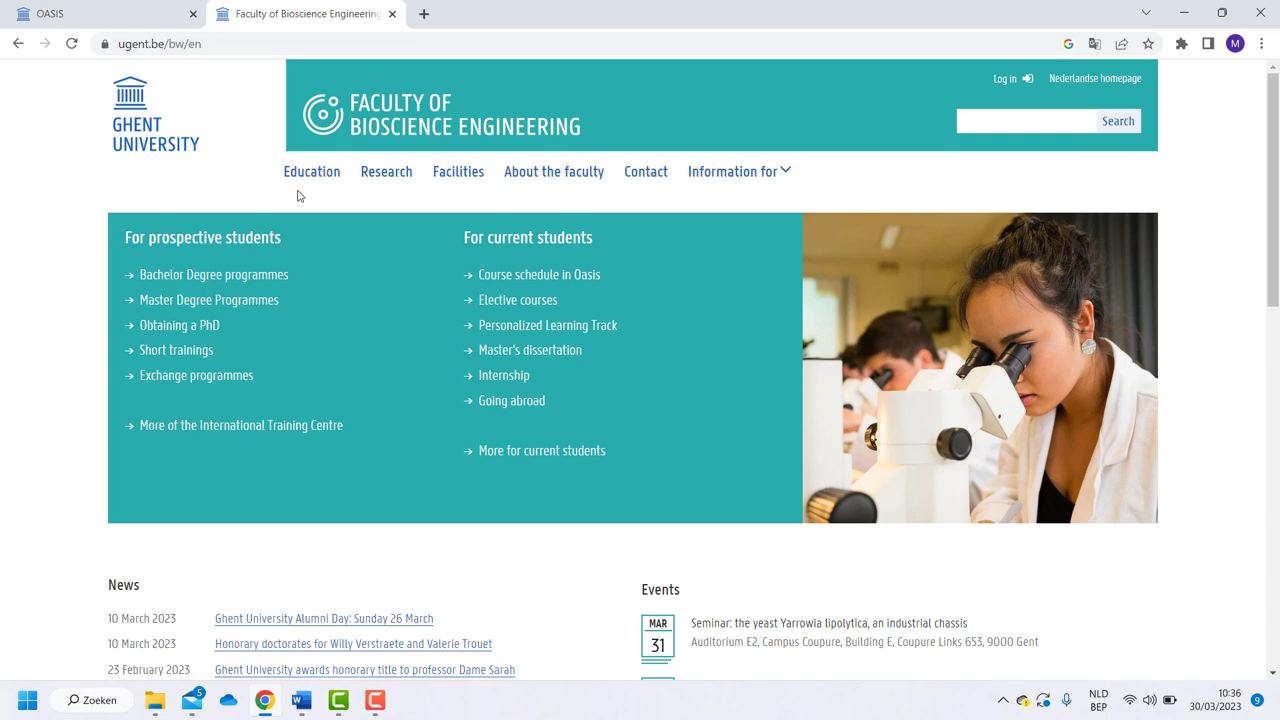 OASIS
Faculty of Bioscience Engineering
ugent.be/bw/en
M
GHENT
UNIVERSITY
FACULTY OF
BIOSCIENCE ENGINEERING
Log in
Nederlandse homepage
Search
Education
Research
Facilities
About the faculty
Contact
Information for
For prospective students
Bachelor Degree programmes
Master Degree Programmes
Obtaining a PhD
Short trainings
Exchange programmes
More of the International Training Centre
For current students
Course schedule in Oasis
Elective courses
Personalized Learning Track
Master's dissertation
Internship
Going abroad
More for current students
News
10 March 2023 Ghent University Alumni Day: Sunday 26 March
10 March 2023 Honorary doctorates for Willy Verstraete and Valerie Trouet
23 February 2023 Ghent University awards honorary title to professor Dame Sarah
Events
MAR
31
Seminar: the yeast Yarrowia lipolytica, an industrial chassis
Auditorium E2, Campus Coupure, Building E, Coupure Links 653, 9000 Gent
Zoeken
5
NLD
BEP
10:36
30/03/2023
9